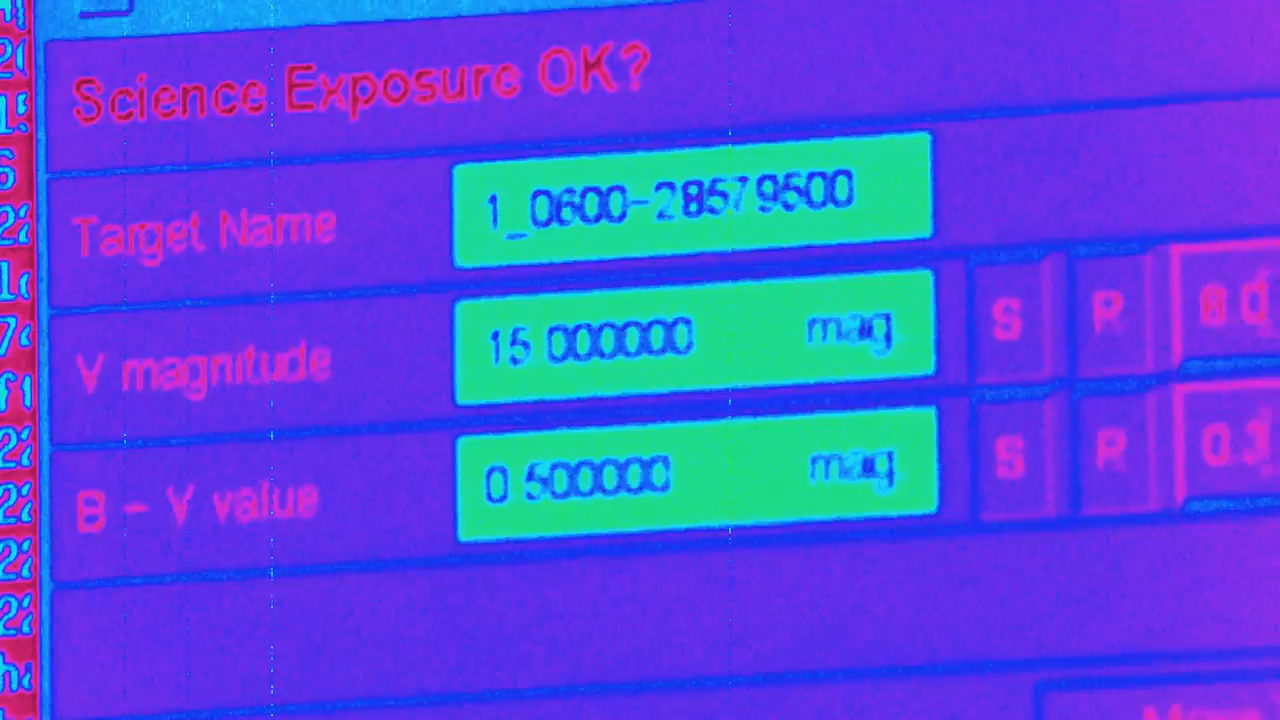 Science Exposure OK?
Target Name 1_0600-28579500
V magnitude 15 000000 mag S R
B - V value 0 500000 mag S R